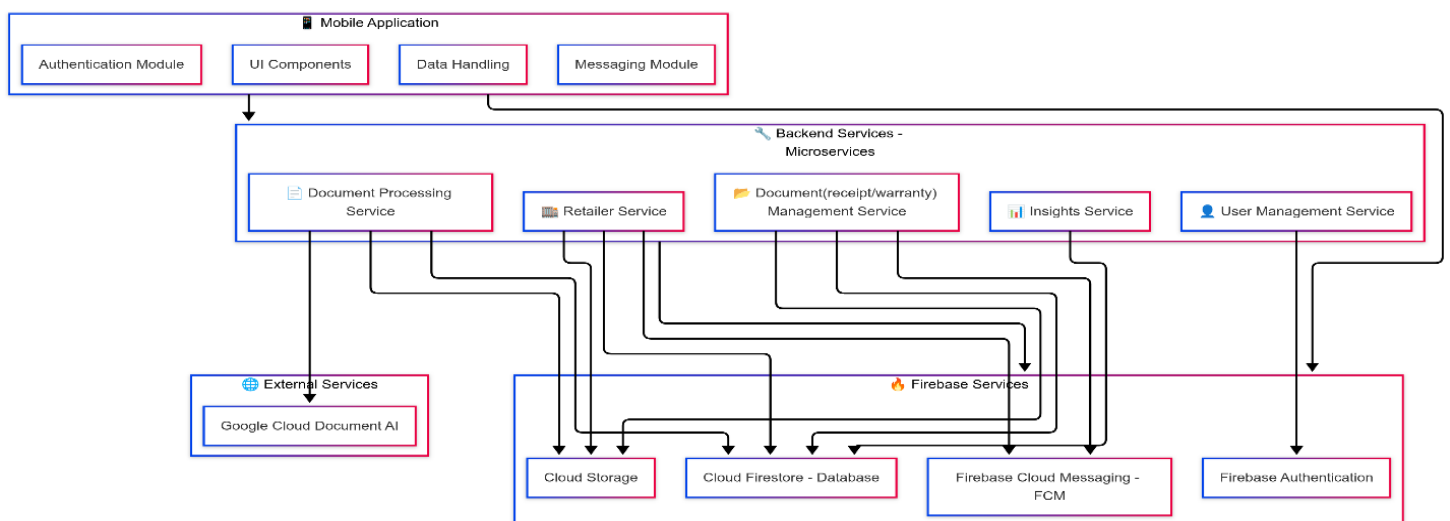 📱 Mobile Application
Authentication Module
UI Components
Data Handling
Messaging Module
🔧 Backend Services -
Microservices
📄 Document Processing
Service
🏬 Retailer Service
📂 Document(receipt/warranty)
Management Service
📊 Insights Service
👤 User Management Service
🌐 External Services
Google Cloud Document AI
🔥 Firebase Services
Cloud Storage
Cloud Firestore - Database
Firebase Cloud Messaging -
FCM
Firebase Authentication